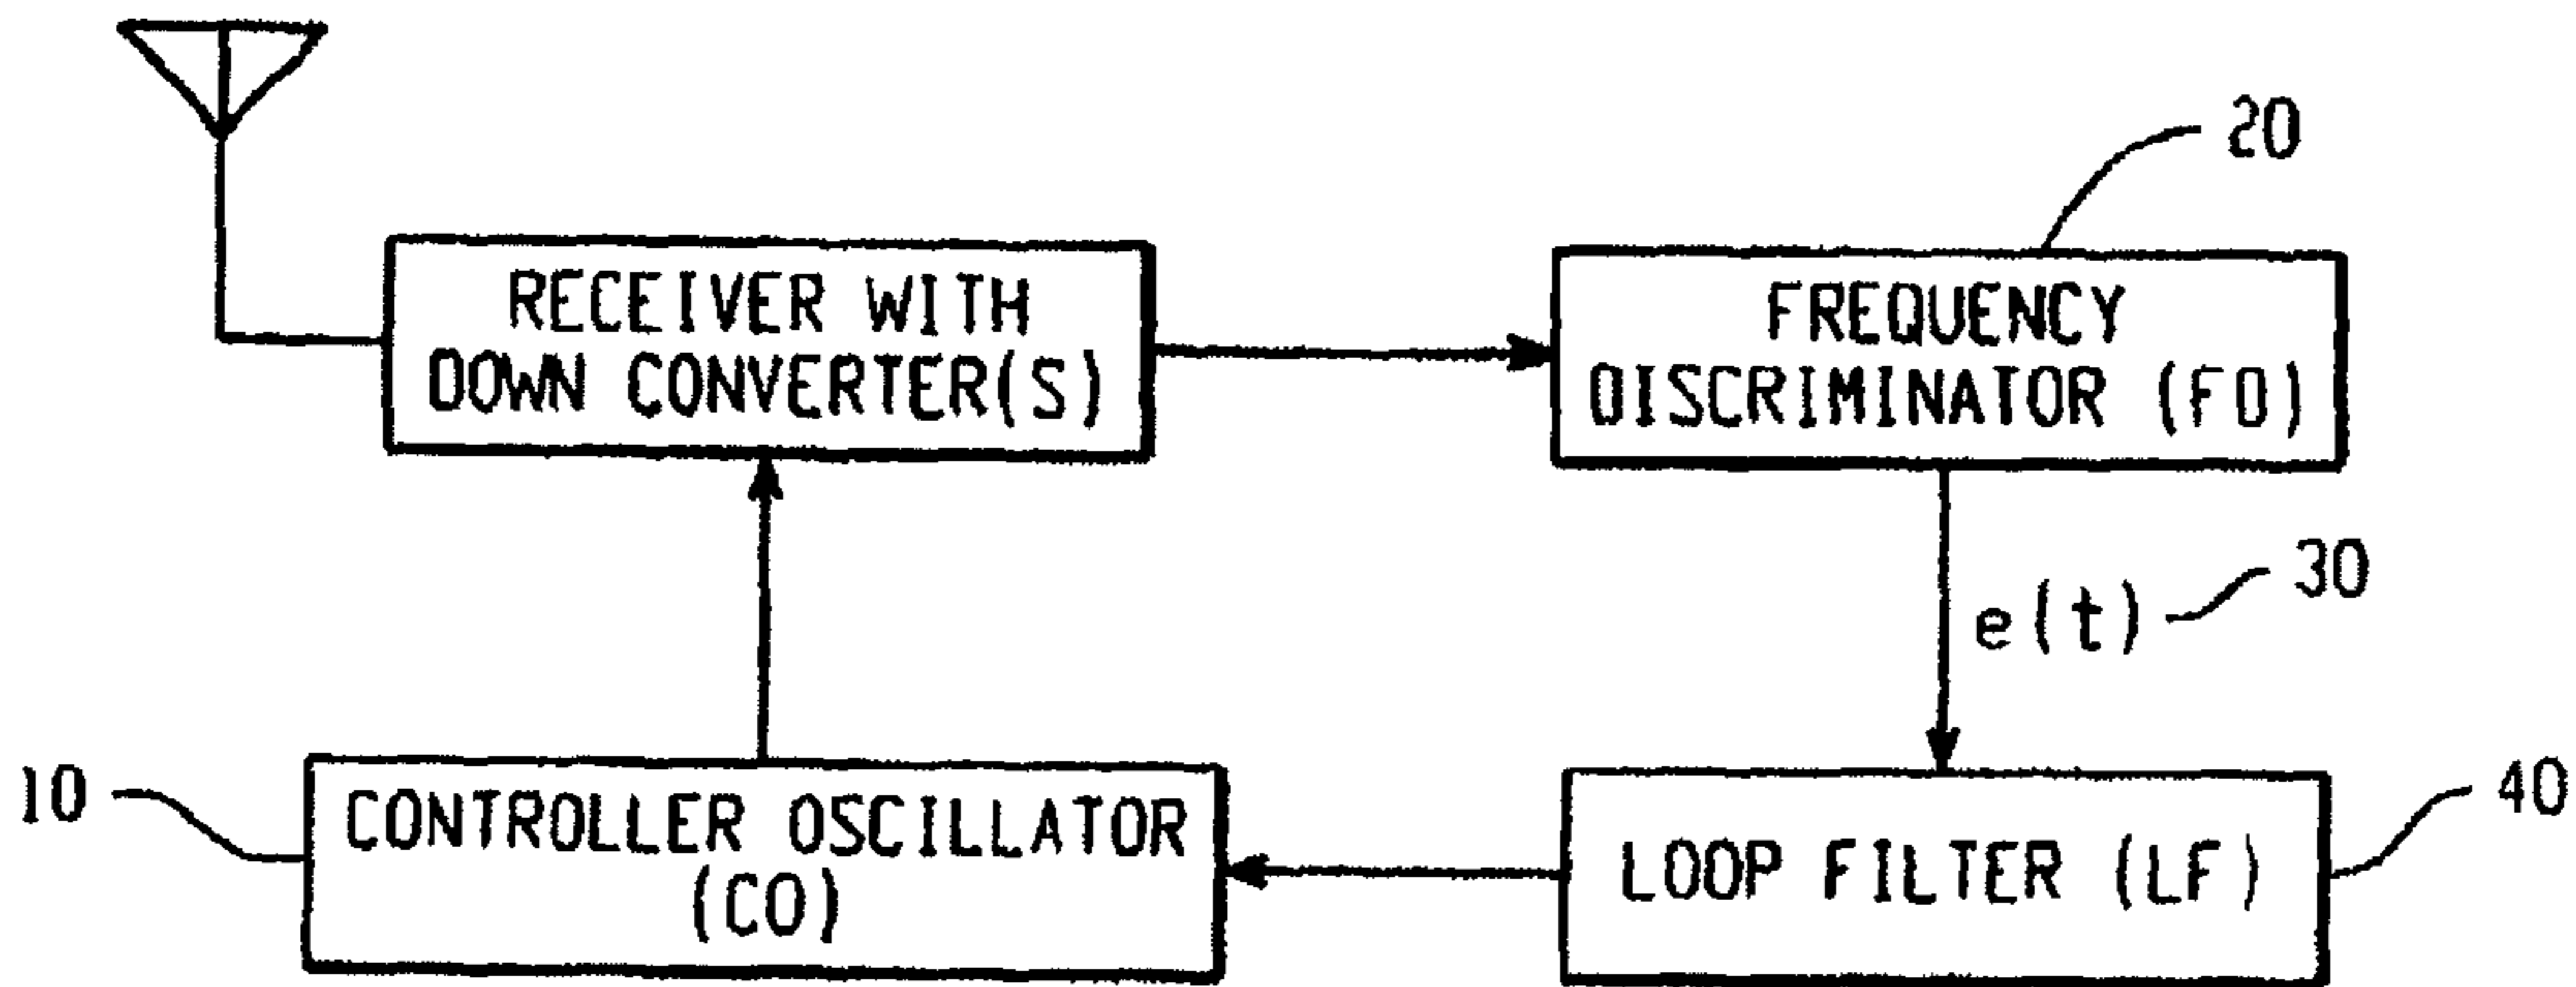 20
RECEIVER WITH
DOWN CONVERTER(S)
FREQUENCY
DISCRIMINATOR (FD)
30
e(t)
10
CONTROLLER OSCILLATOR
(CO)
LOOP FILTER (LF)
40